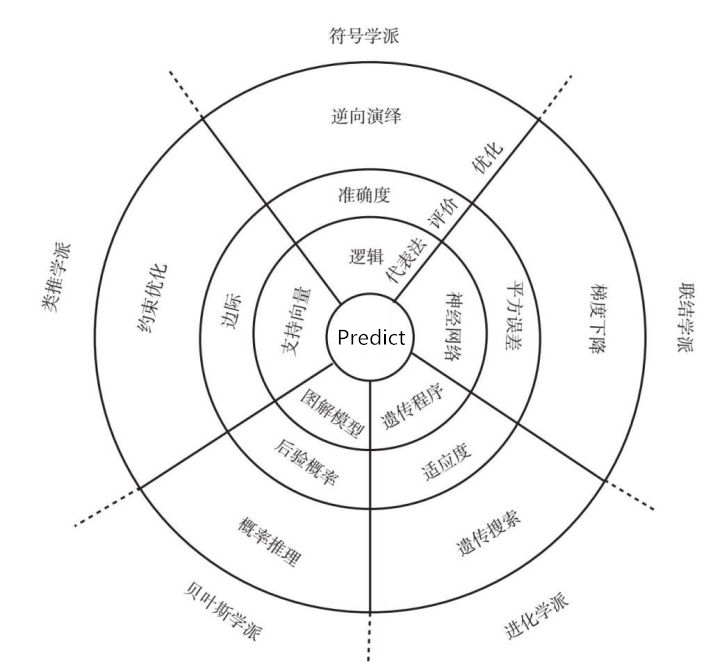 符号学派
逆向演绎
优化
准确度
评价
逻辑
代表法
类推学派
约束优化
边际
支持向量
Predict
神经网络
平方误差
梯度下降
联结学派
图解模型
遗传程序
后验概率
适应度
概率推理
遗传搜索
贝叶斯学派
进化学派